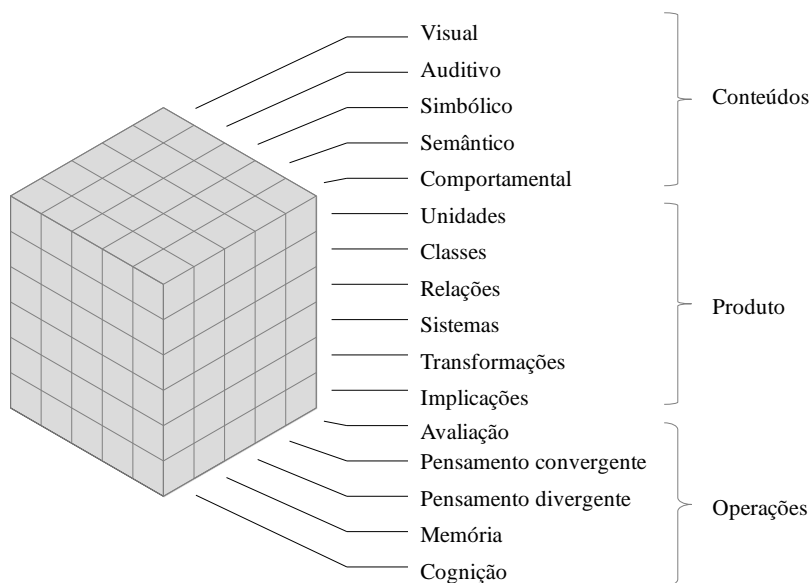 Visual
Auditivo
Simbólico
Semântico
Comportamental
Conteúdos
Unidades
Classes
Relações
Sistemas
Transformações
Implicações
Produto
Avaliação
Pensamento convergente
Pensamento divergente
Memória
Cognição
Operações